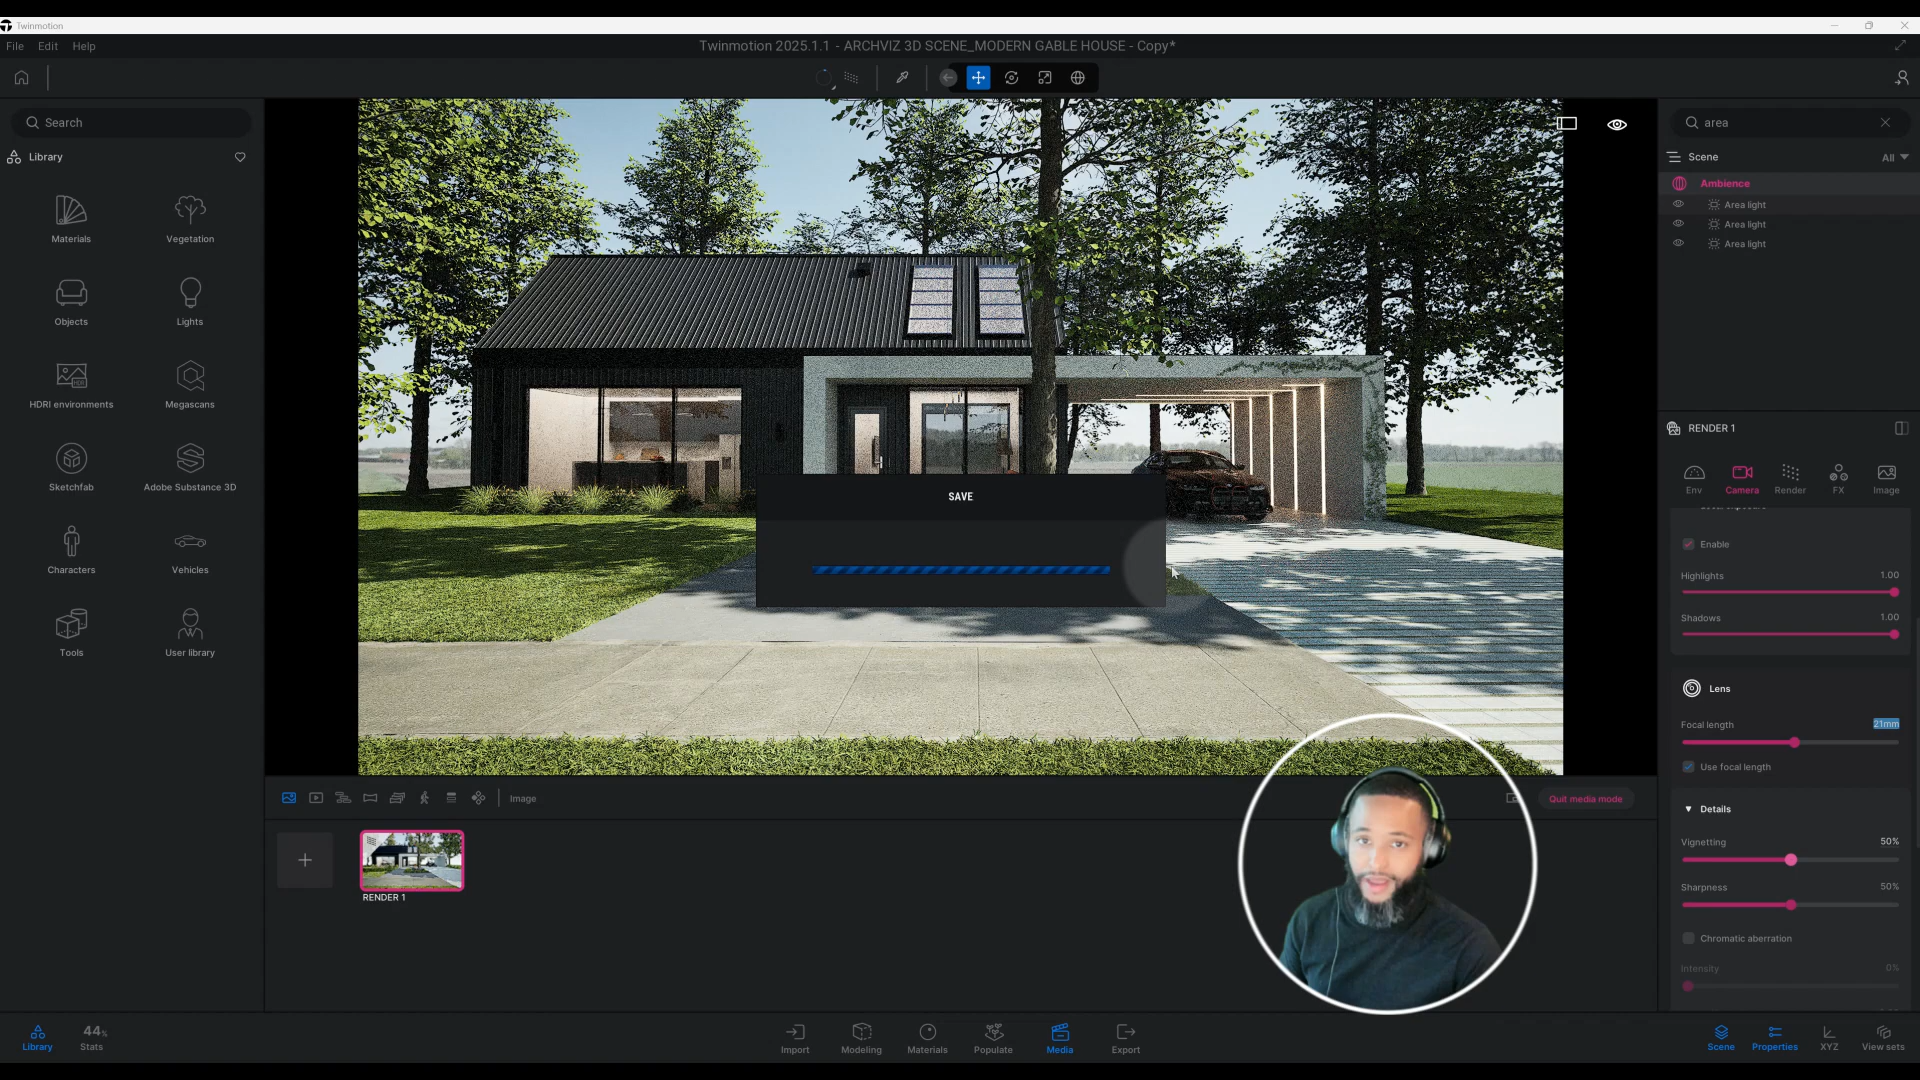 Twinmotion
File Edit Help
Twinmotion 2025.1.1 - ARCHVIZ 3D SCENE_MODERN GABLE HOUSE - Copy*
Search
Library
Materials
Vegetation
Objects
Lights
HDRI environments
Megascans
Sketchfab
Adobe Substance 3D
Characters
Vehicles
Tools
User library
SAVE
area
Scene
All
Ambience
Area light
Area light
Area light
RENDER 1
Env
Camera
Render
FX
Image
Enable
Highlights 1.00
Shadows 1.00
Lens
Focal length 21mm
Use focal length
Details
Vignetting 50%
Sharpness 50%
Chromatic aberration
Intensity 0%
Image
Quit media mode
RENDER 1
Library
44%
Stats
Import
Modeling
Materials
Populate
Media
Export
Scene
Properties
XYZ
View sets